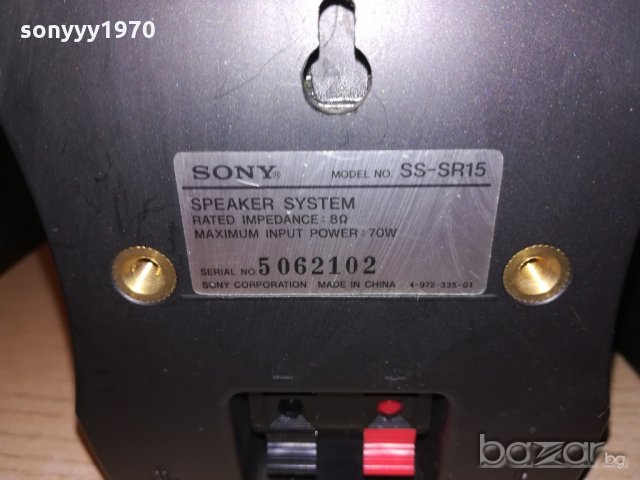 sonyyy1970
SONY® MODEL NO. SS-SR15
SPEAKER SYSTEM
RATED IMPEDANCE : 8Ω
MAXIMUM INPUT POWER : 70W
SERIAL NO 5062102
SONY CORPORATION MADE IN CHINA 4-972-335-01
bazar.bg